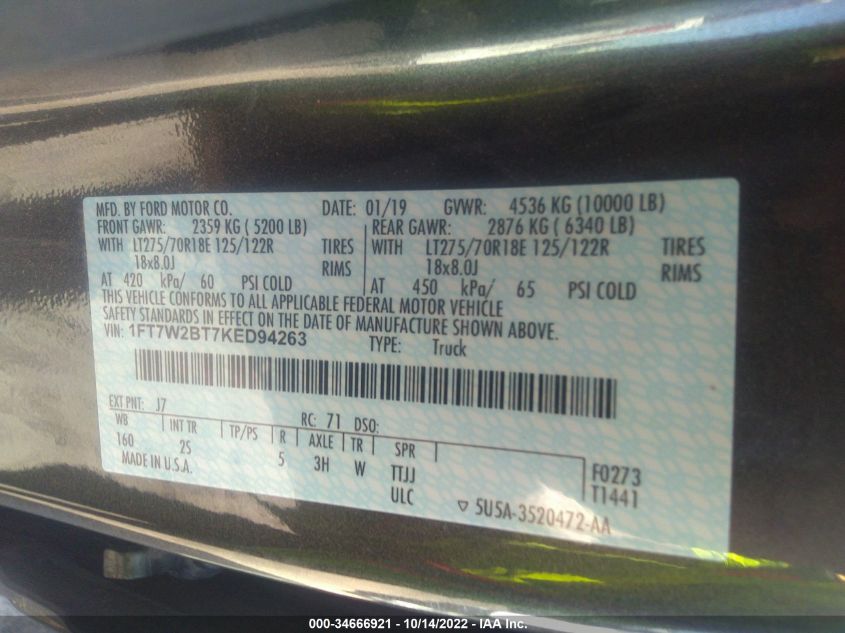 MFD. BY FORD MOTOR CO. DATE: 01/19 GVWR: 4536 KG (10000 LB)
FRONT GAWR: 2359 KG ( 5200 LB) REAR GAWR: 2876 KG ( 6340 LB)
WITH LT275/70R18E 125/122R TIRES WITH LT275/70R18E 125/122R TIRES
18x8.0J RIMS 18x8.0J RIMS
AT 420 kPa/ 60 PSI COLD AT 450 kPa/ 65 PSI COLD
THIS VEHICLE CONFORMS TO ALL APPLICABLE FEDERAL MOTOR VEHICLE
SAFETY STANDARDS IN EFFECT ON THE DATE OF MANUFACTURE SHOWN ABOVE.
VIN: 1FT7W2BT7KED94263 TYPE: Truck
EXT PNT: J7 RC: 71 DSO:
WB INT TR TP/PS R AXLE TR SPR
160 2S 5 3H W TTJJ F0273
MADE IN U.S.A. ULC T1441
▽ 5U5A-3520472-AA
000-34666921 - 10/14/2022 - IAA Inc.